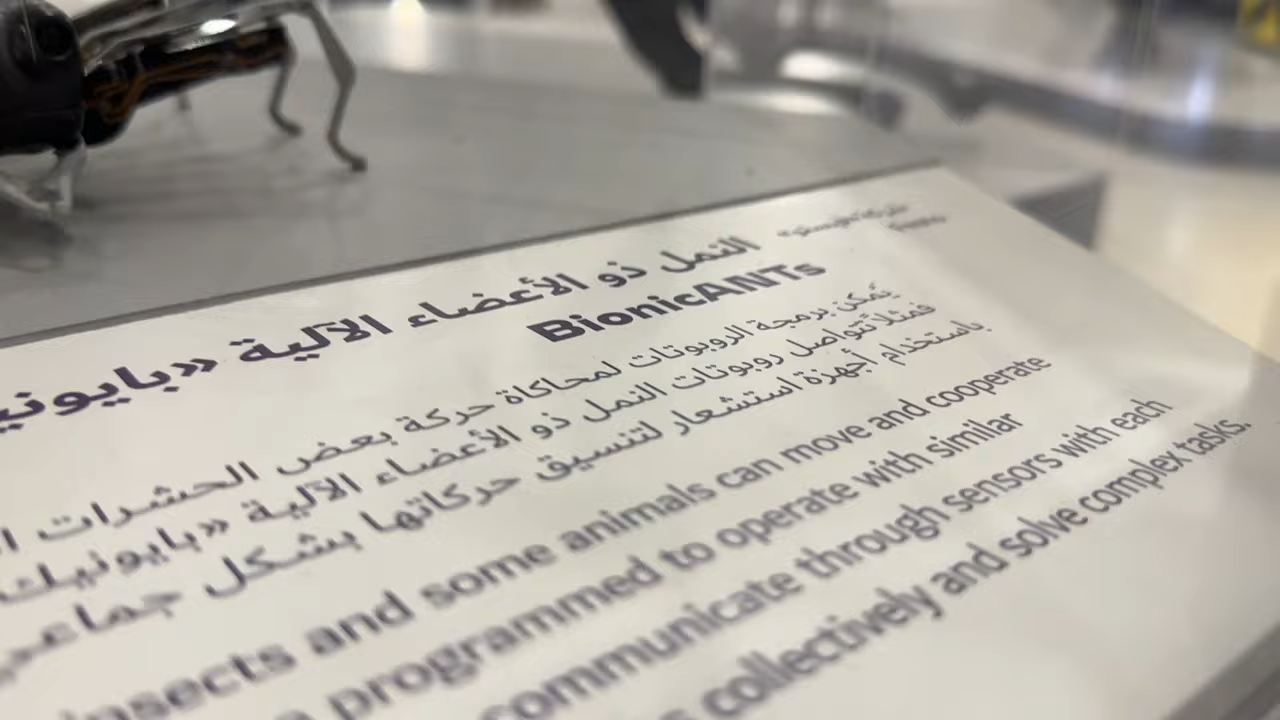 النمل ذو الأعضاء الآلية «بايونيـ
BionicANTs
يمكن برمجة الروبوتات لمحاكاة حركة بعض الحشرات
فمثلاً تتواصل روبوتات النمل ذو الأعضاء الآلية «بايونيك
باستخدام أجهزة استشعار لتنسيق حركاتها بشكل جماعي
insects and some animals can move and cooperate
programmed to operate with similar
communicate through sensors with each
collectively and solve complex tasks.